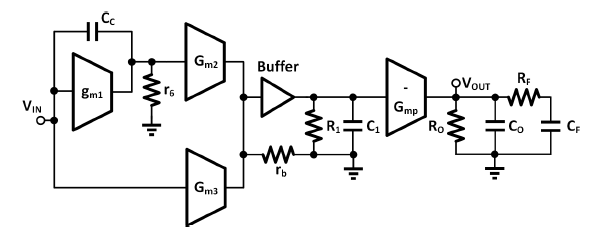 C_C
g_m1
V_IN
r_6
G_m2
G_m3
Buffer
r_b
R_1
C_1
-
G_mp
V_OUT
R_O
C_O
R_F
C_F